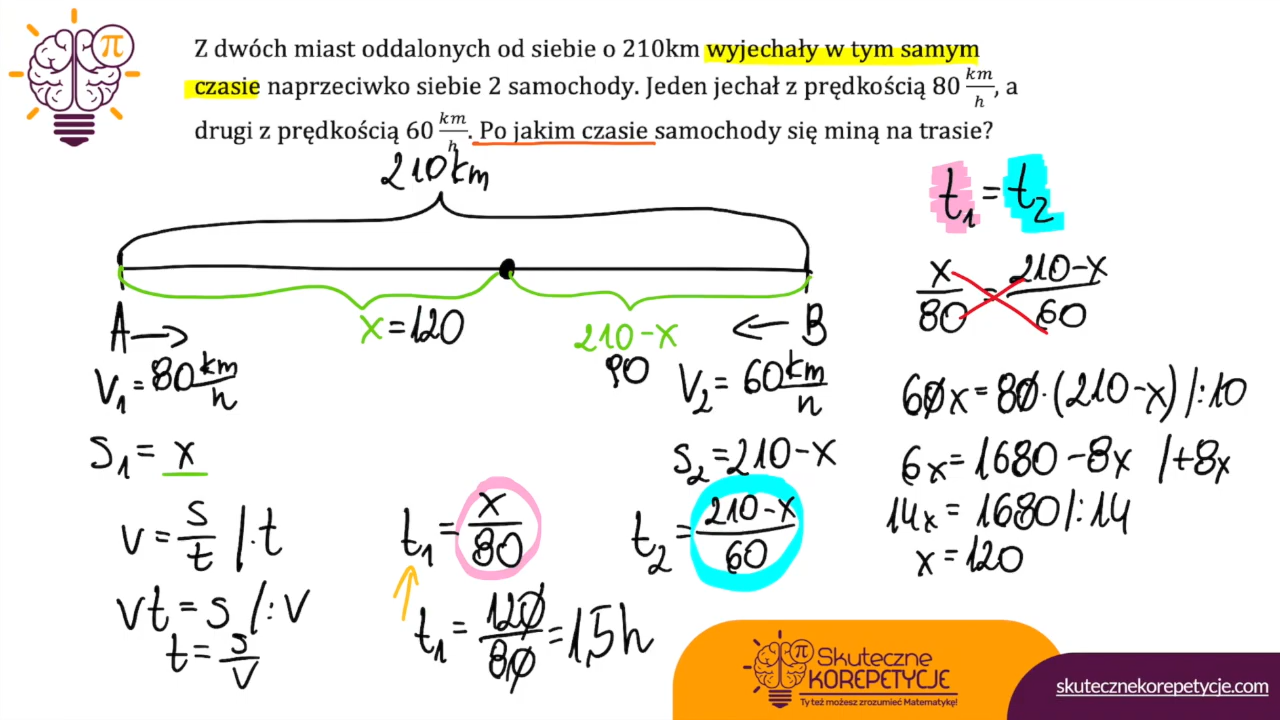 π
Z dwóch miast oddalonych od siebie o 210km wyjechały w tym samym
czasie naprzeciwko siebie 2 samochody. Jeden jechał z prędkością 80 km/h, a
drugi z prędkością 60 km/h. Po jakim czasie samochody się miną na trasie?
210km
t₁ = t₂
x/80 = 210-x/60
A → x = 120 210-x ← B
90
V₁ = 80 km/h V₂ = 60 km/h
60x = 80·(210-x) /:10
S₁ = x S₂ = 210-x
6x = 1680 - 8x /+8x
14x = 1680 /:14
x = 120
v = s/t /·t
t₁ = x/80
t₂ = 210-x/60
vt = s /:v
t = s/v
t₁ = 120/80 = 1,5h
π
Skuteczne
KOREPETYCJE
Ty też możesz zrozumieć Matematykę!
skutecznekorepetycje.com